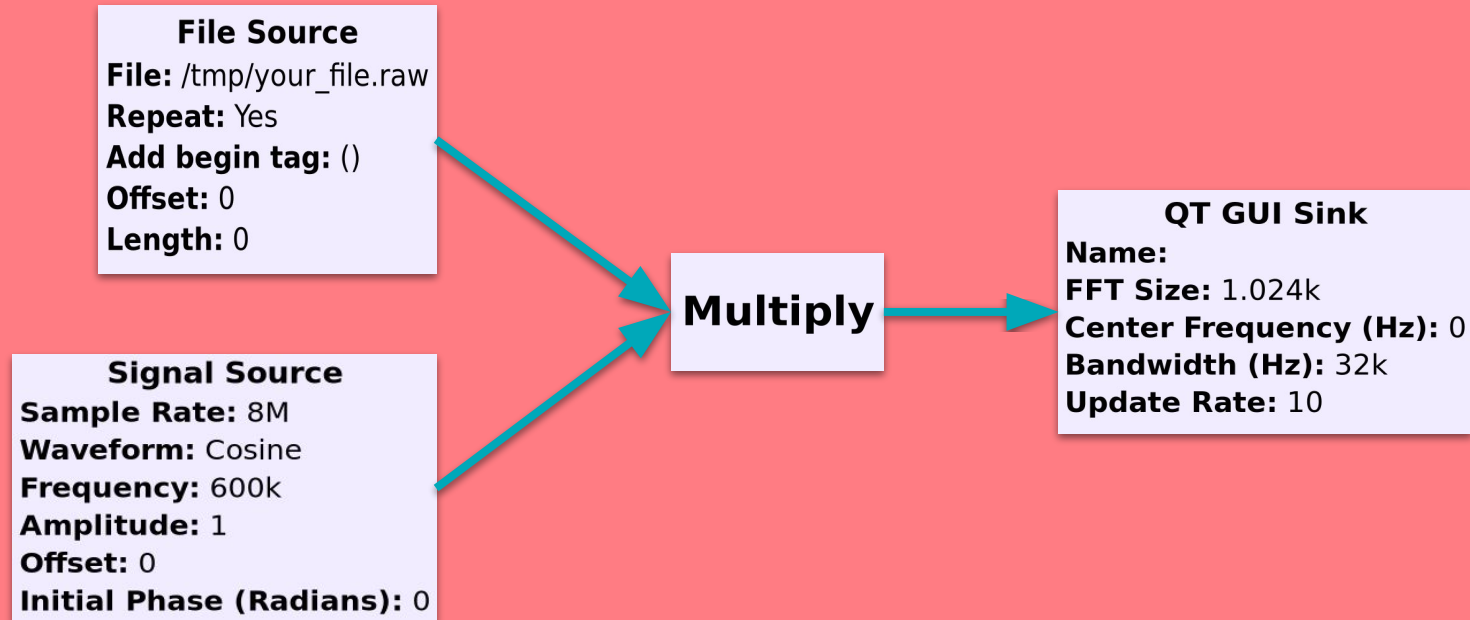 File Source
File: /tmp/your_file.raw
Repeat: Yes
Add begin tag: ()
Offset: 0
Length: 0
Signal Source
Sample Rate: 8M
Waveform: Cosine
Frequency: 600k
Amplitude: 1
Offset: 0
Initial Phase (Radians): 0
Multiply
QT GUI Sink
Name:
FFT Size: 1.024k
Center Frequency (Hz): 0
Bandwidth (Hz): 32k
Update Rate: 10